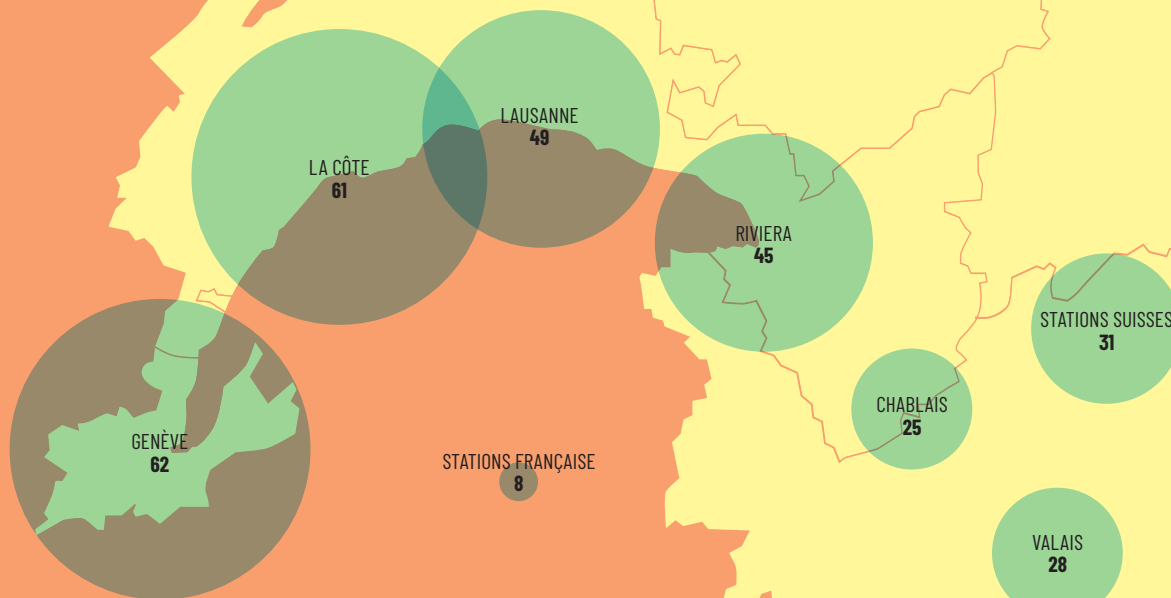 LAUSANNE
49
LA CÔTE
61
RIVIERA
45
STATIONS SUISSES
31
CHABLAIS
25
GENÈVE
62
STATIONS FRANÇAISE
8
VALAIS
28